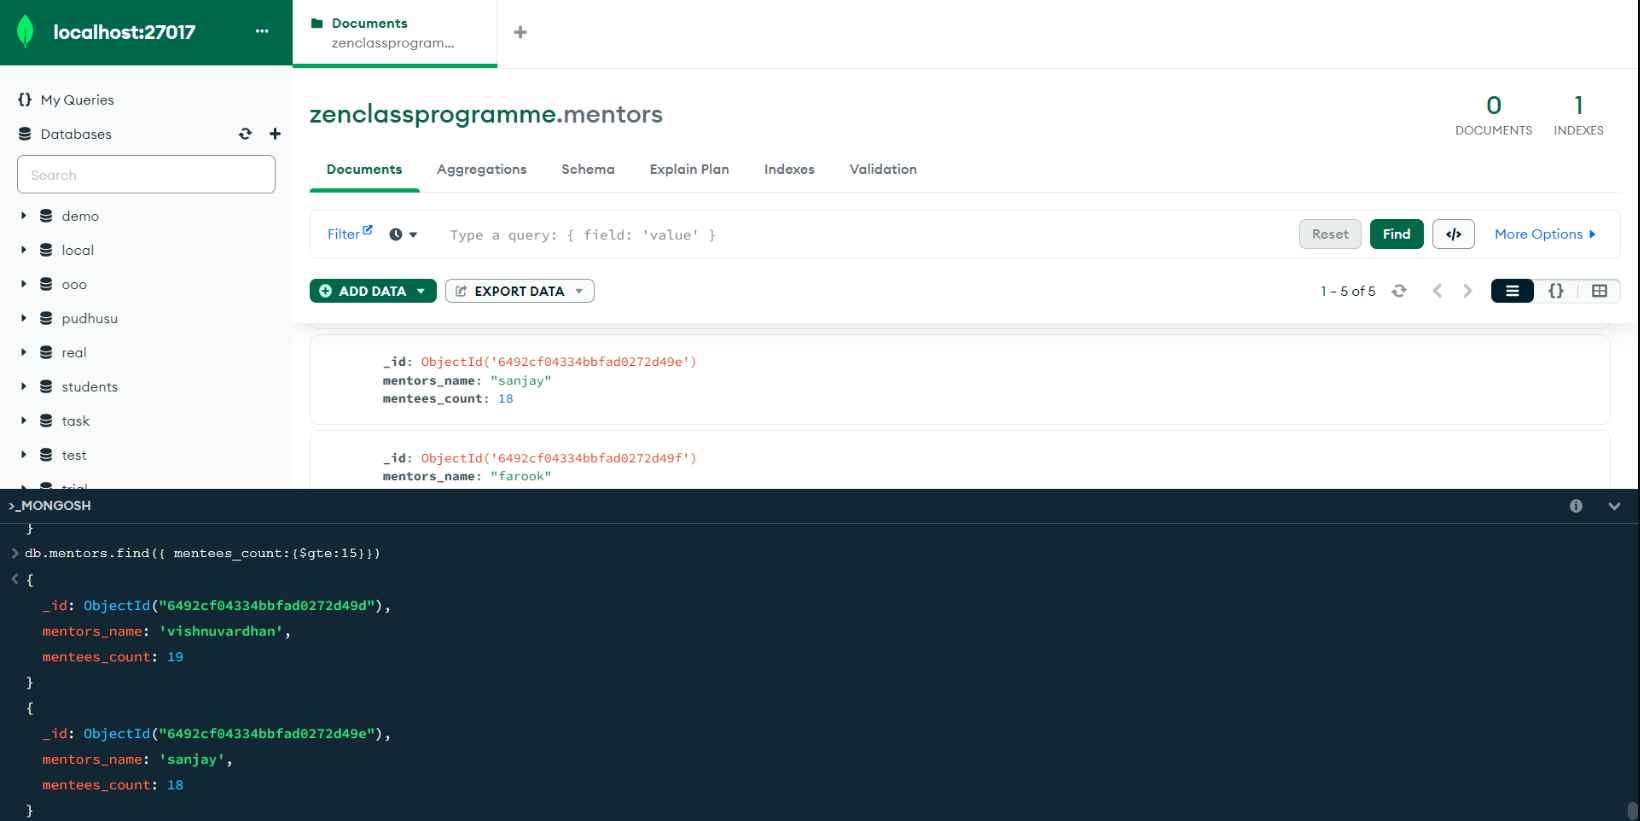 localhost:27017
...
Documents
zenclassprogram...
+
{} My Queries
Databases
Search
demo
local
ooo
pudhusu
real
students
task
test
zenclassprogramme.mentors
0
DOCUMENTS
1
INDEXES
Documents Aggregations Schema Explain Plan Indexes Validation
Filter Type a query: { field: 'value' } Reset Find </> More Options
ADD DATA EXPORT DATA 1 – 5 of 5 {}
_id: ObjectId('6492cf04334bbfad0272d49e')
mentors_name: "sanjay"
mentees_count: 18
_id: ObjectId('6492cf04334bbfad0272d49f')
mentors_name: "farook"
>_MONGOSH
}
> db.mentors.find({ mentees_count:{$gte:15}})
< {
_id: ObjectId("6492cf04334bbfad0272d49d"),
mentors_name: 'vishnuvardhan',
mentees_count: 19
}
{
_id: ObjectId("6492cf04334bbfad0272d49e"),
mentors_name: 'sanjay',
mentees_count: 18
}